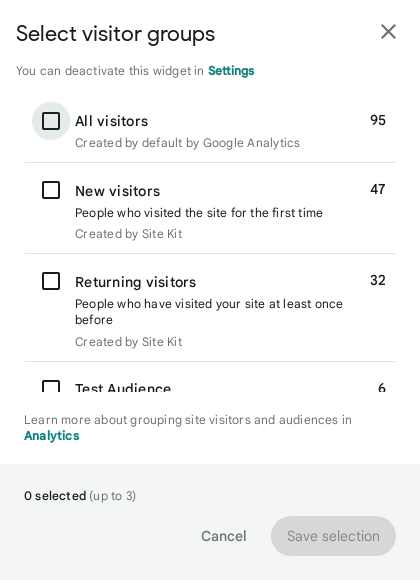 Select visitor groups
You can deactivate this widget in Settings
All visitors 95
Created by default by Google Analytics
New visitors 47
People who visited the site for the first time
Created by Site Kit
Returning visitors 32
People who have visited your site at least once
before
Created by Site Kit
Test Audience 6
Learn more about grouping site visitors and audiences in
Analytics
0 selected (up to 3)
Cancel Save selection